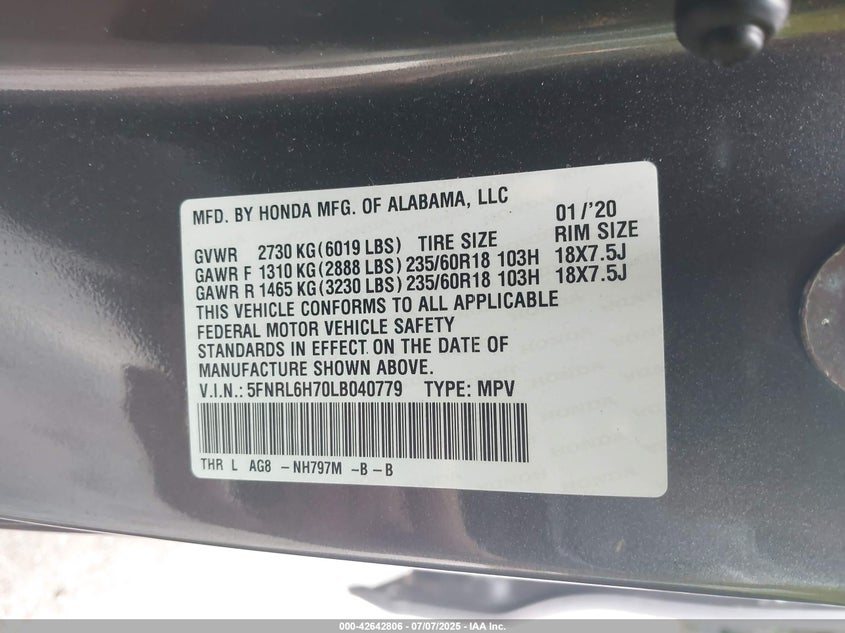 MFD. BY HONDA MFG. OF ALABAMA, LLC 01/'20
GVWR 2730 KG (6019 LBS) TIRE SIZE RIM SIZE
GAWR F 1310 KG (2888 LBS) 235/60R18 103H 18X7.5J
GAWR R 1465 KG (3230 LBS) 235/60R18 103H 18X7.5J
THIS VEHICLE CONFORMS TO ALL APPLICABLE
FEDERAL MOTOR VEHICLE SAFETY
STANDARDS IN EFFECT ON THE DATE OF
MANUFACTURE SHOWN ABOVE.
V.I.N.: 5FNRL6H70LB040779 TYPE: MPV
THR L AG8 -NH797M -B -B
000-42642806 - 07/07/2025 - IAA Inc.